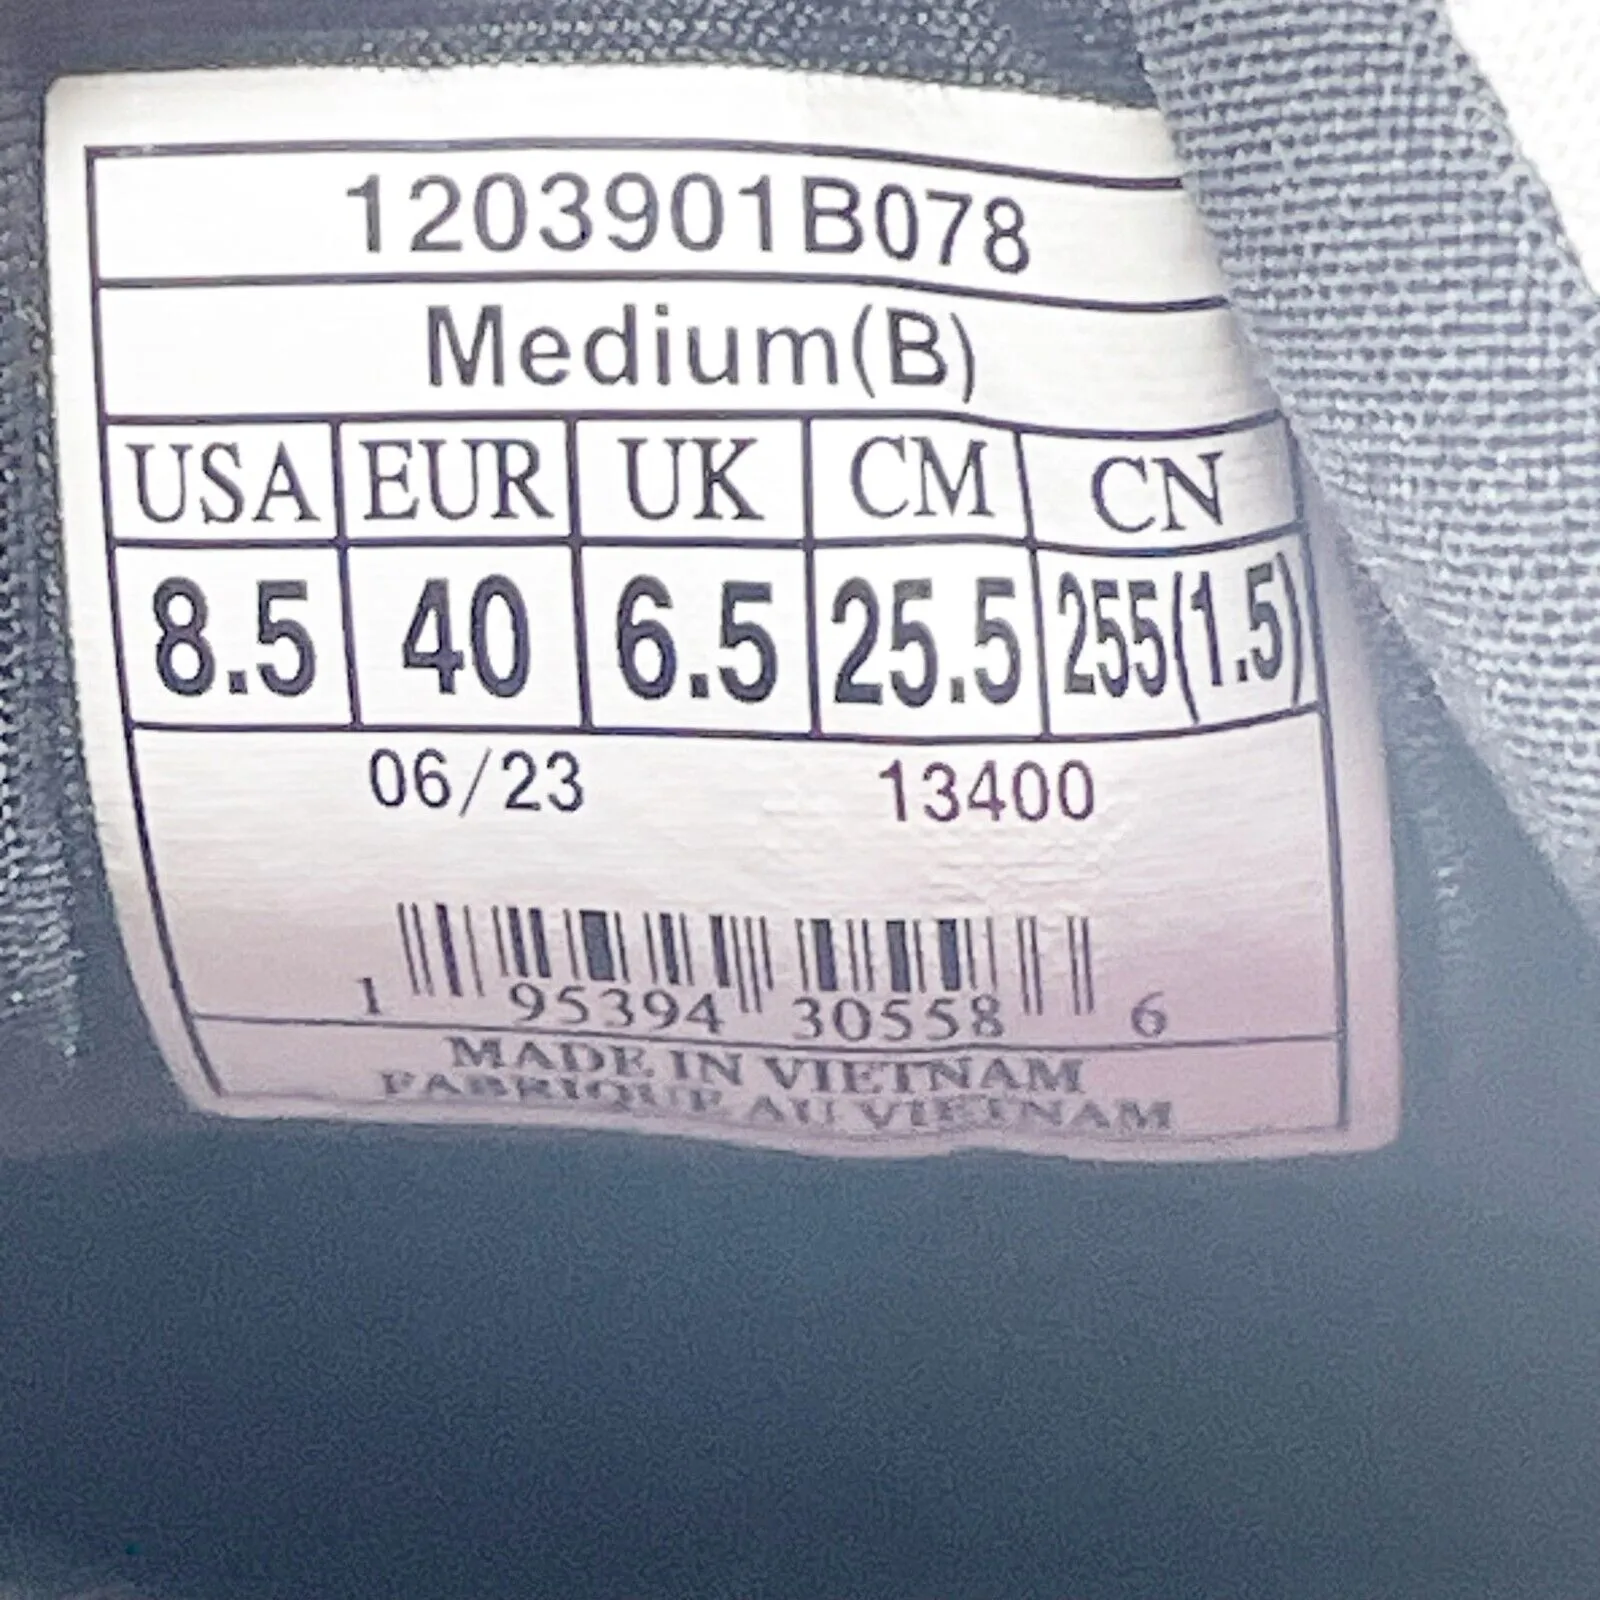 1203901B078
Medium(B)
USA EUR UK CM CN
8.5 40 6.5 25.5 255(1.5)
06/23 13400
1 95394 30558 6
MADE IN VIETNAM
FABRIQUE AU VIETNAM